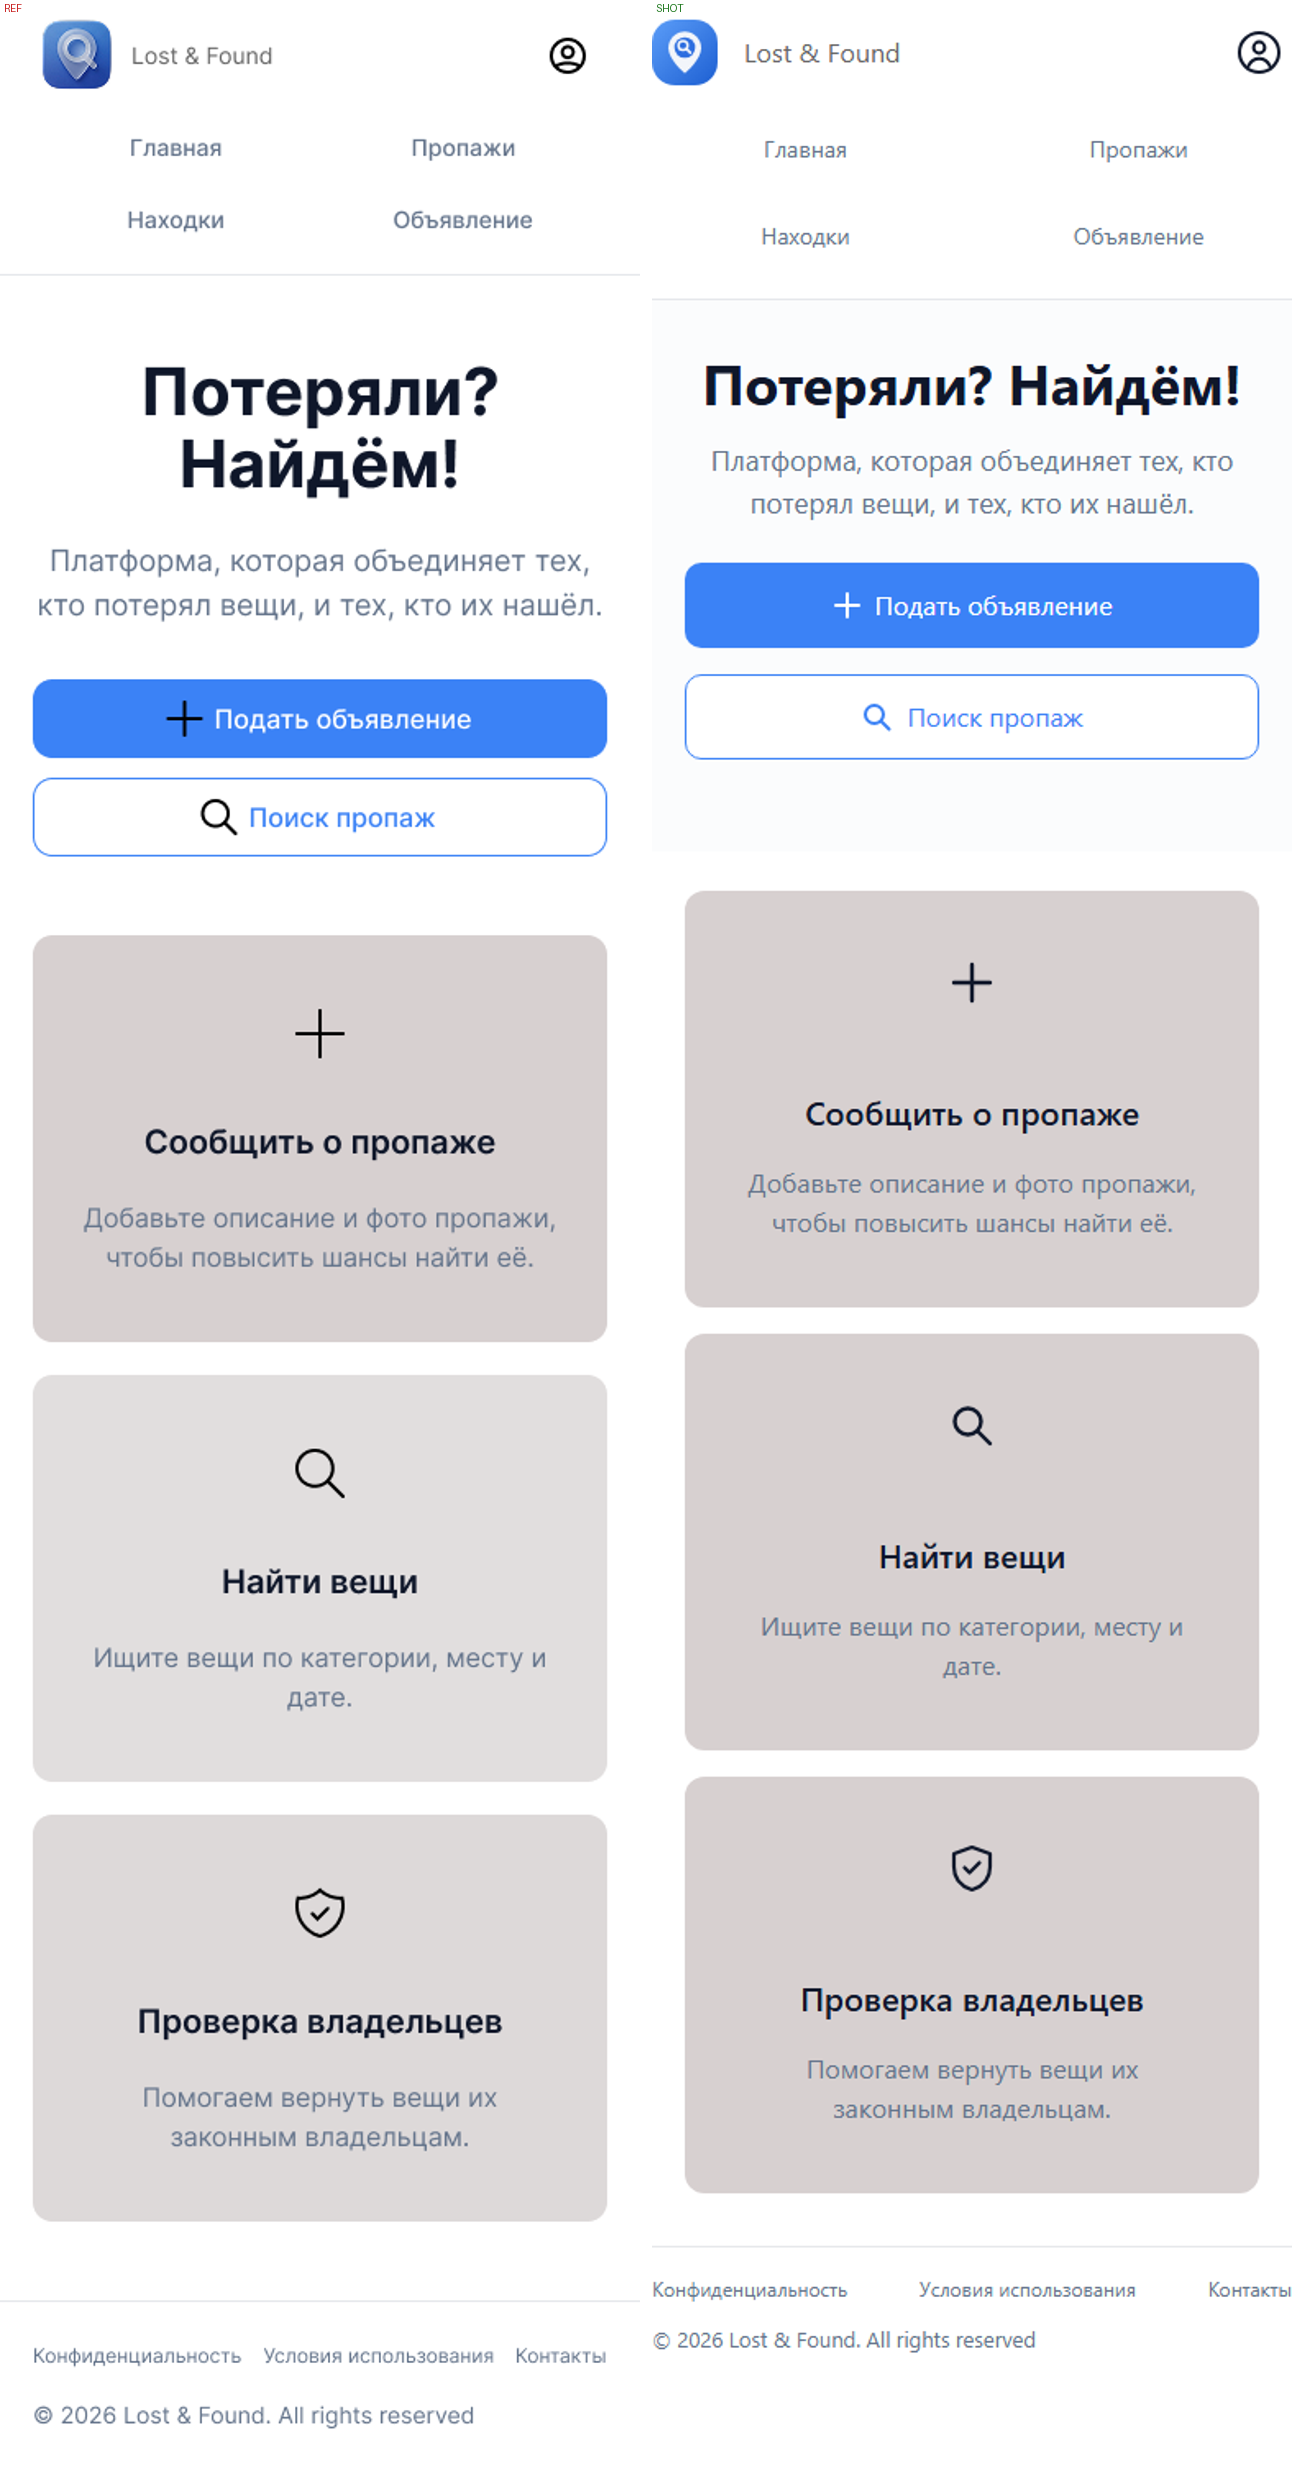 REF
Lost & Found
Главная
Пропажи
Находки
Объявление
Потеряли?
Найдём!
Платформа, которая объединяет тех,
кто потерял вещи, и тех, кто их нашёл.
Подать объявление
Поиск пропаж
Сообщить о пропаже
Добавьте описание и фото пропажи,
чтобы повысить шансы найти её.
Найти вещи
Ищите вещи по категории, месту и
дате.
Проверка владельцев
Помогаем вернуть вещи их
законным владельцам.
Конфиденциальность
Условия использования
Контакты
© 2026 Lost & Found. All rights reserved
SHOT
Lost & Found
Главная
Пропажи
Находки
Объявление
Потеряли? Найдём!
Платформа, которая объединяет тех, кто
потерял вещи, и тех, кто их нашёл.
Подать объявление
Поиск пропаж
Сообщить о пропаже
Добавьте описание и фото пропажи,
чтобы повысить шансы найти её.
Найти вещи
Ищите вещи по категории, месту и
дате.
Проверка владельцев
Помогаем вернуть вещи их
законным владельцам.
Конфиденциальность
Условия использования
Контакты
© 2026 Lost & Found. All rights reserved